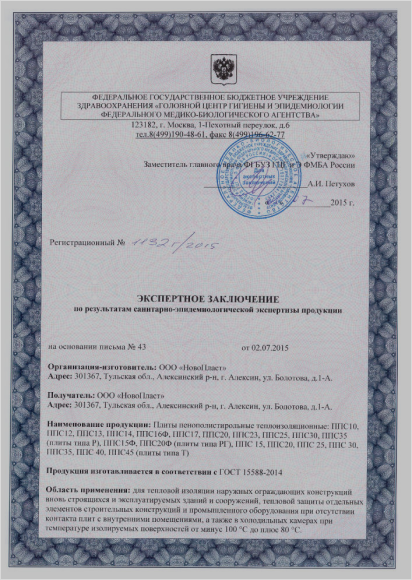 ФЕДЕРАЛЬНОЕ ГОСУДАРСТВЕННОЕ БЮДЖЕТНОЕ УЧРЕЖДЕНИЕ
ЗДРАВООХРАНЕНИЯ «ГОЛОВНОЙ ЦЕНТР ГИГИЕНЫ И ЭПИДЕМИОЛОГИИ
ФЕДЕРАЛЬНОГО МЕДИКО-БИОЛОГИЧЕСКОГО АГЕНТСТВА»
123182, г. Москва, 1-Пехотный переулок, д.6
тел.8(499)190-48-61, факс 8(499)196-62-77
«Утверждаю»
Заместитель главного врача ФГБУЗ ГЦГиЭ ФМБА России
Для экспертных заключений
А.И. Петухов
2015 г.
Регистрационный № 1132г/2015
ЭКСПЕРТНОЕ ЗАКЛЮЧЕНИЕ
по результатам санитарно-эпидемиологической экспертизы продукции
на основании письма № 43 от 02.07.2015
Организация-изготовитель: ООО «НовоПласт»
Адрес: 301367, Тульская обл., Алексинский р-н, г. Алексин, ул. Болотова, д.1-А.
Получатель: ООО «НовоПласт»
Адрес: 301367, Тульская обл., Алексинский р-н, г. Алексин, ул. Болотова, д.1-А.
Наименование продукции: Плиты пенополистирольные теплоизоляционные: ППС10,
ППС12, ППС13, ППС14, ППС16Ф, ППС17, ППС20, ППС23, ППС25, ППС30, ППС35
(плиты типа Р), ППС15Ф, ППС20Ф (плиты типа РГ), ППС 15, ППС20, ППС 25, ППС 30,
ППС35, ППС 40, ППС45 (плиты типа Т)
Продукция изготавливается в соответствии с ГОСТ 15588-2014
Область применения: для тепловой изоляции наружных ограждающих конструкций
вновь строящихся и эксплуатируемых зданий и сооружений, тепловой защиты отдельных
элементов строительных конструкций и промышленного оборудования при отсутствии
контакта плит с внутренними помещениями, а также в холодильных камерах при
температуре изолируемых поверхностей от минус 100 °С до плюс 80 °С.